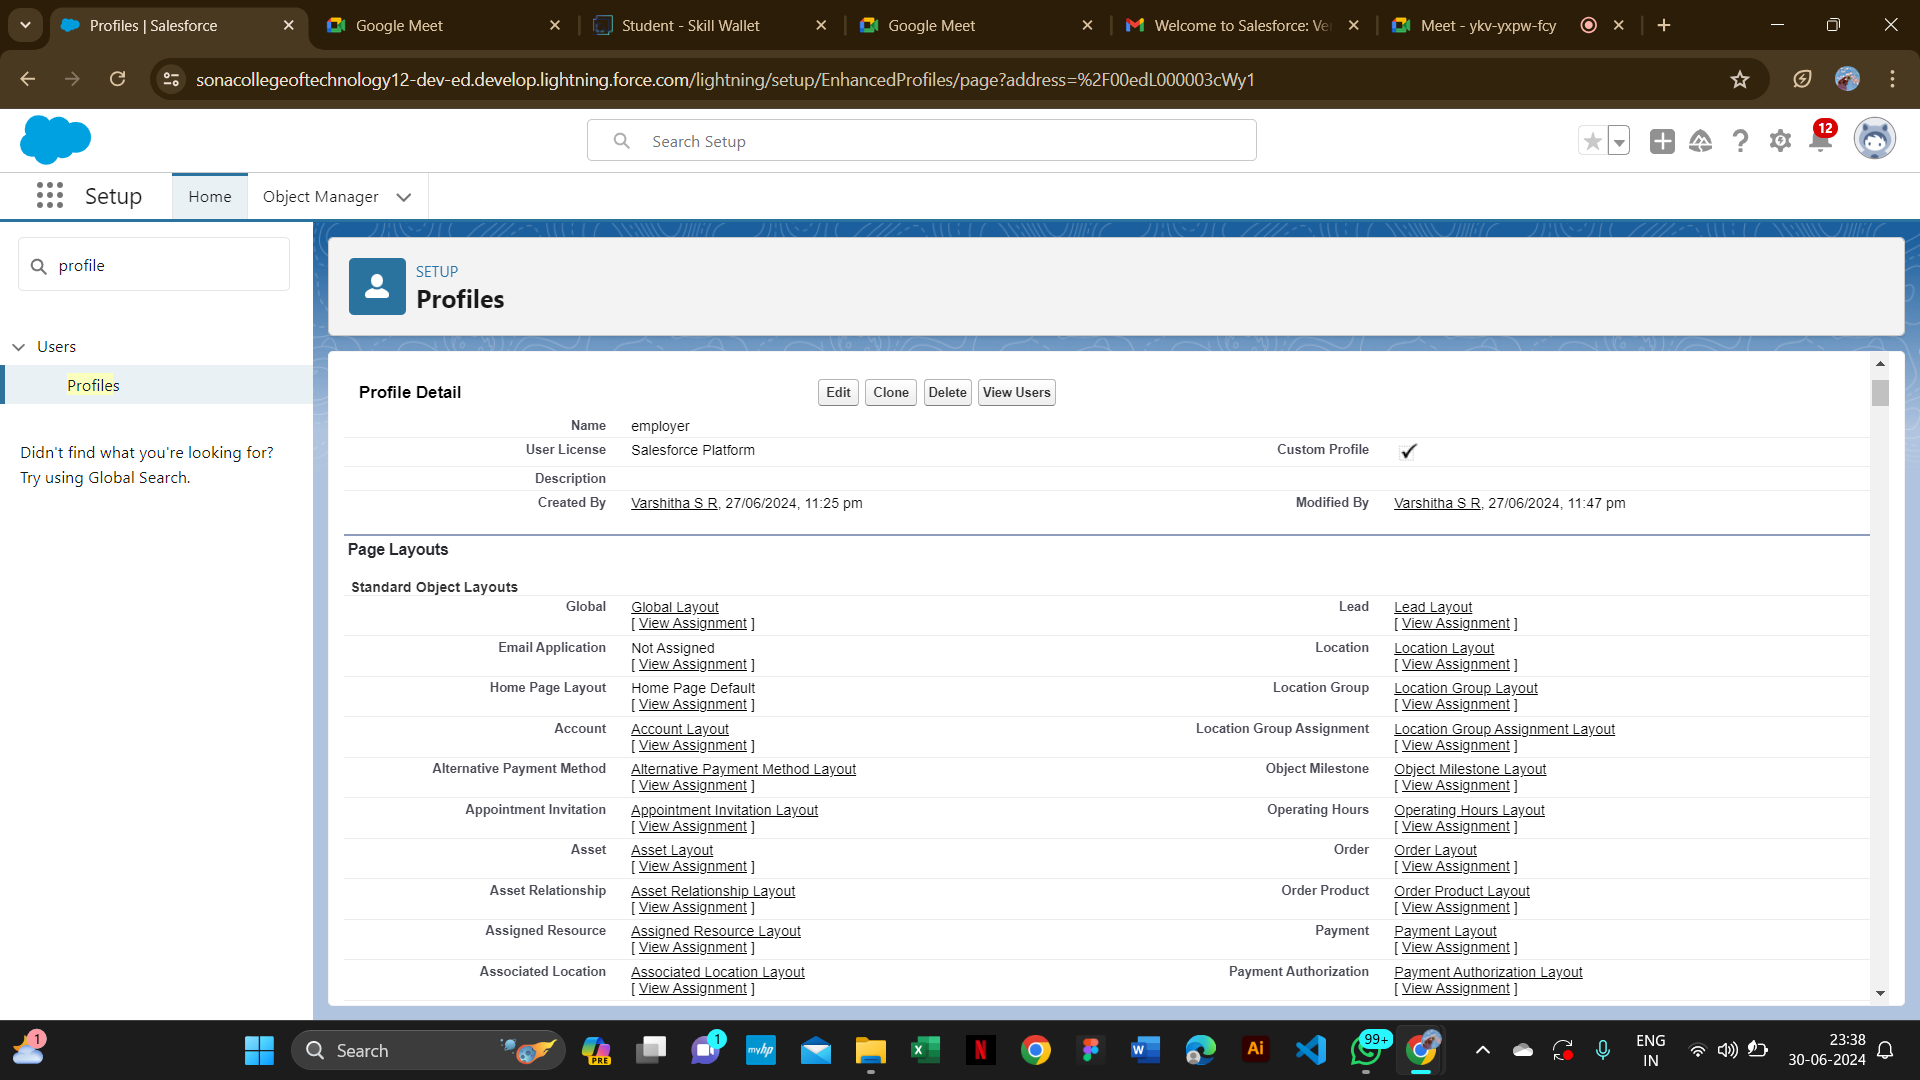 Profiles | Salesforce
Google Meet
Student - Skill Wallet
Google Meet
Welcome to Salesforce: Ver
Meet - ykv-yxpw-fcy
sonacollegeoftechnology12-dev-ed.develop.lightning.force.com/lightning/setup/EnhancedProfiles/page?address=%2F00edL000003cWy1
Search Setup
12
Setup
Home
Object Manager
profile
Users
Profiles
Didn't find what you're looking for?
Try using Global Search.
SETUP
Profiles
Profile Detail
Edit
Clone
Delete
View Users
Name
employer
User License
Salesforce Platform
Custom Profile
Description
Created By
Varshitha S R, 27/06/2024, 11:25 pm
Modified By
Varshitha S R, 27/06/2024, 11:47 pm
Page Layouts
Standard Object Layouts
Global
Global Layout
[ View Assignment ]
Lead
Lead Layout
[ View Assignment ]
Email Application
Not Assigned
[ View Assignment ]
Location
Location Layout
[ View Assignment ]
Home Page Layout
Home Page Default
[ View Assignment ]
Location Group
Location Group Layout
[ View Assignment ]
Account
Account Layout
[ View Assignment ]
Location Group Assignment
Location Group Assignment Layout
[ View Assignment ]
Alternative Payment Method
Alternative Payment Method Layout
[ View Assignment ]
Object Milestone
Object Milestone Layout
[ View Assignment ]
Appointment Invitation
Appointment Invitation Layout
[ View Assignment ]
Operating Hours
Operating Hours Layout
[ View Assignment ]
Asset
Asset Layout
[ View Assignment ]
Order
Order Layout
[ View Assignment ]
Asset Relationship
Asset Relationship Layout
[ View Assignment ]
Order Product
Order Product Layout
[ View Assignment ]
Assigned Resource
Assigned Resource Layout
[ View Assignment ]
Payment
Payment Layout
[ View Assignment ]
Associated Location
Associated Location Layout
[ View Assignment ]
Payment Authorization
Payment Authorization Layout
[ View Assignment ]
1
Search
PRE
1
myhp
N
W
Ai
99+
ENG
IN
23:38
30-06-2024